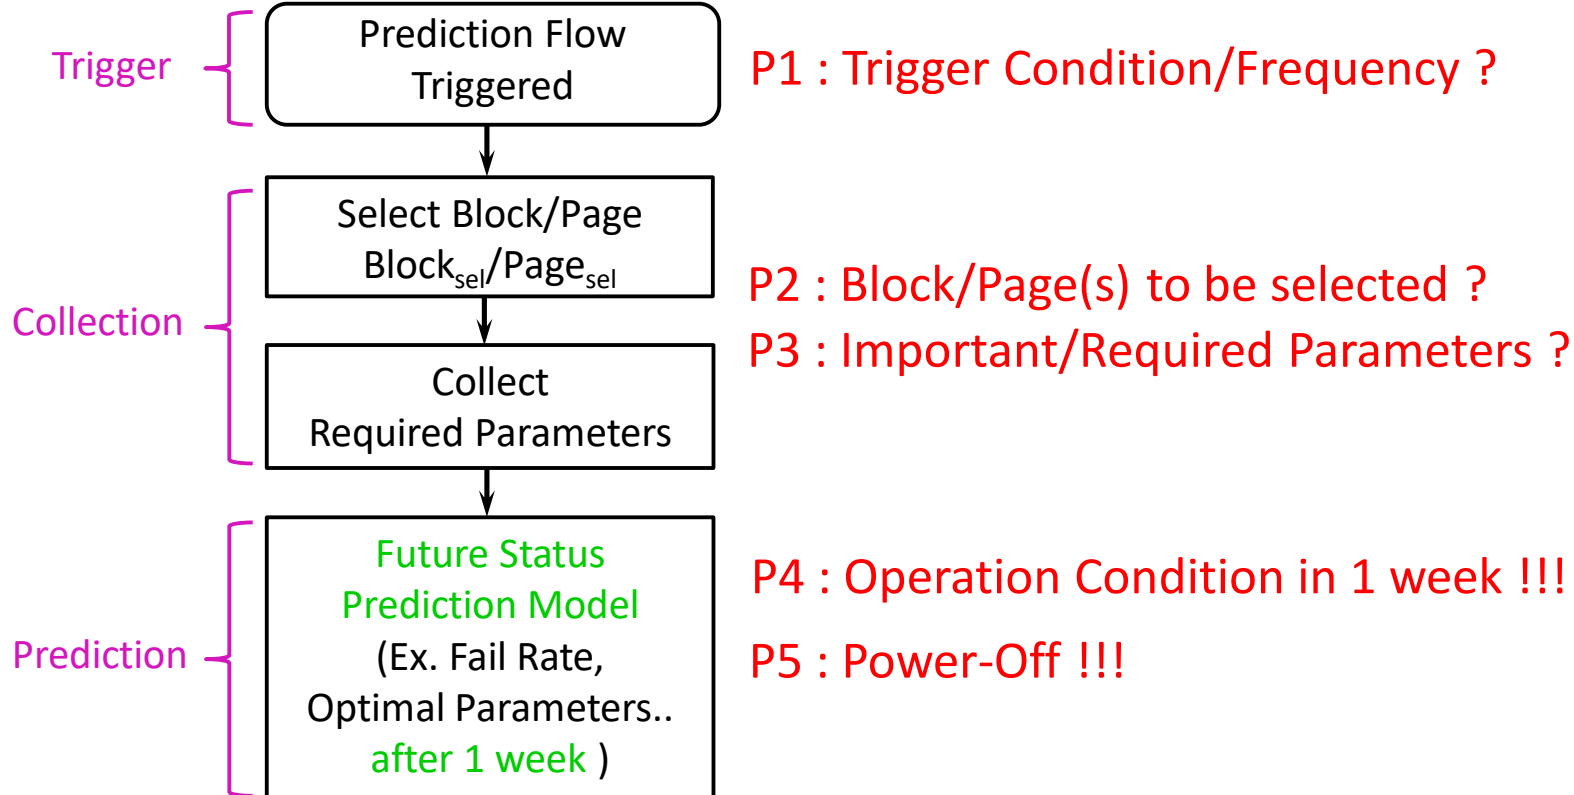 Trigger
Prediction Flow
Triggered
P1 : Trigger Condition/Frequency ?
Collection
Select Block/Page
Block_sel/Page_sel
P2 : Block/Page(s) to be selected ?
P3 : Important/Required Parameters ?
Collect
Required Parameters
Prediction
Future Status
Prediction Model
(Ex. Fail Rate,
Optimal Parameters..
after 1 week )
P4 : Operation Condition in 1 week !!!
P5 : Power-Off !!!